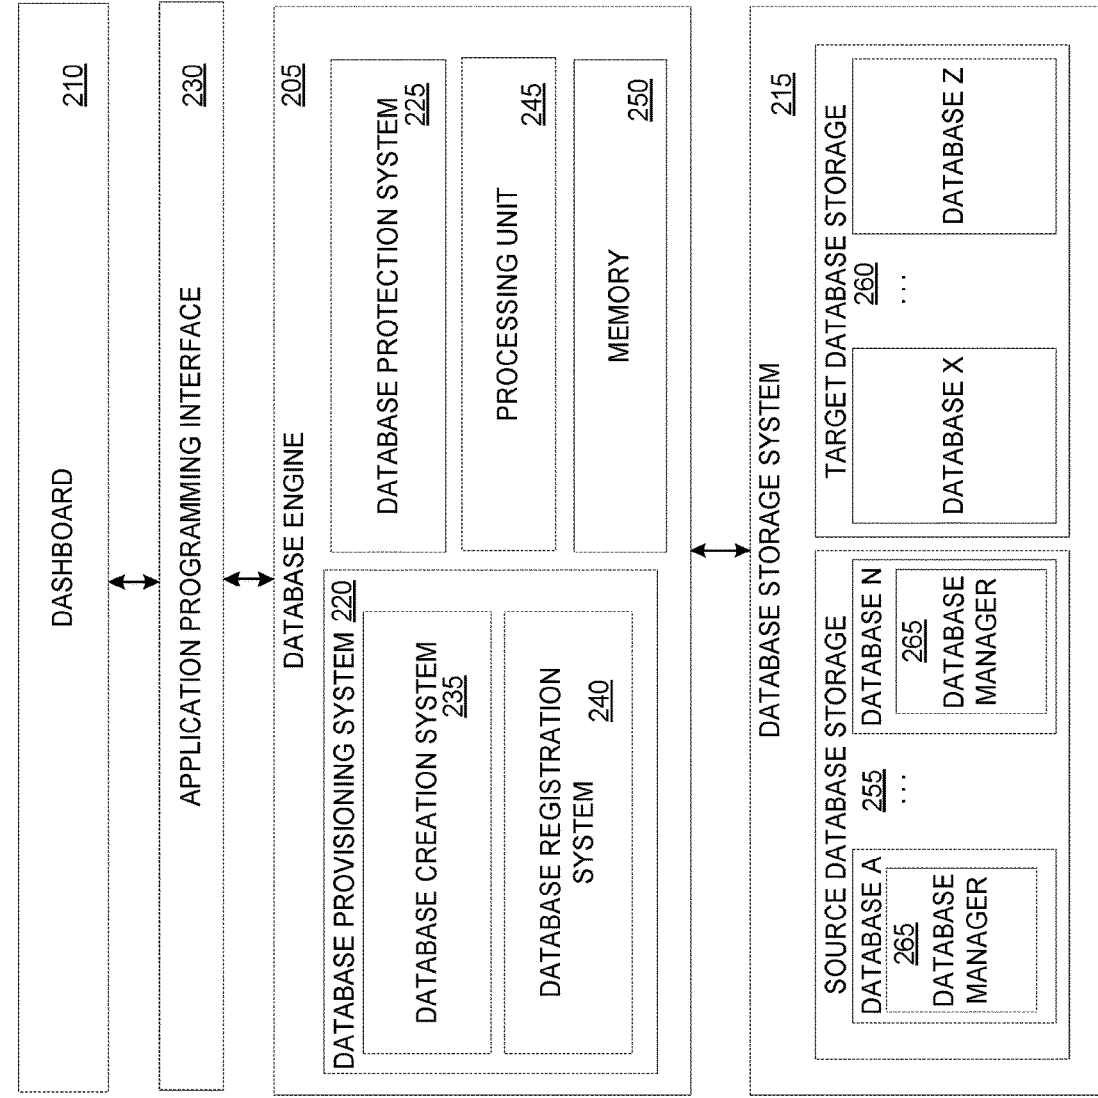 DASHBOARD
210
APPLICATION PROGRAMMING INTERFACE
230
DATABASE ENGINE
205
DATABASE PROVISIONING SYSTEM 220
DATABASE CREATION SYSTEM
235
DATABASE REGISTRATION
SYSTEM
240
DATABASE PROTECTION SYSTEM
225
PROCESSING UNIT
245
MEMORY
250
DATABASE STORAGE SYSTEM
215
SOURCE DATABASE STORAGE
255
DATABASE A
265
DATABASE
MANAGER
...
DATABASE N
265
DATABASE
MANAGER
TARGET DATABASE STORAGE
260
DATABASE X
...
DATABASE Z